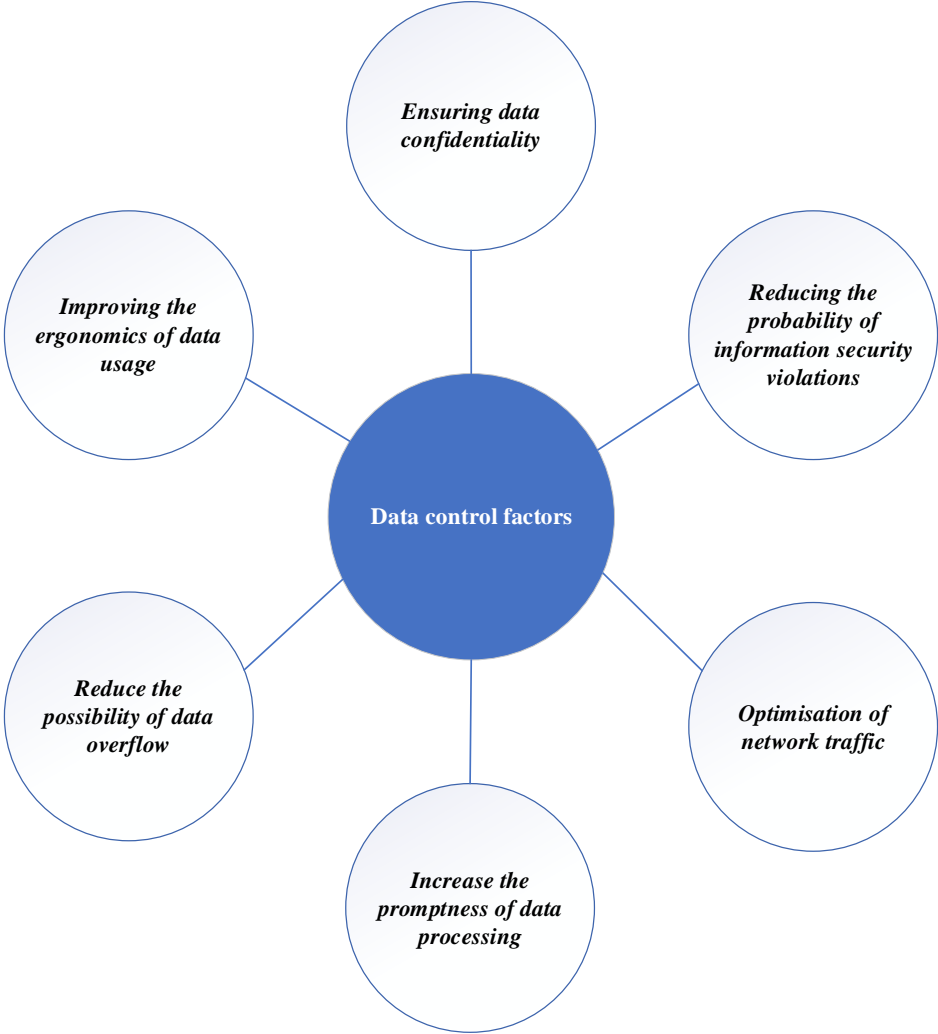 Ensuring data
confidentiality
Improving the
ergonomics of data
usage
Reducing the
probability of
information security
violations
Data control factors
Reduce the
possibility of data
overflow
Optimisation of
network traffic
Increase the
promptness of data
processing